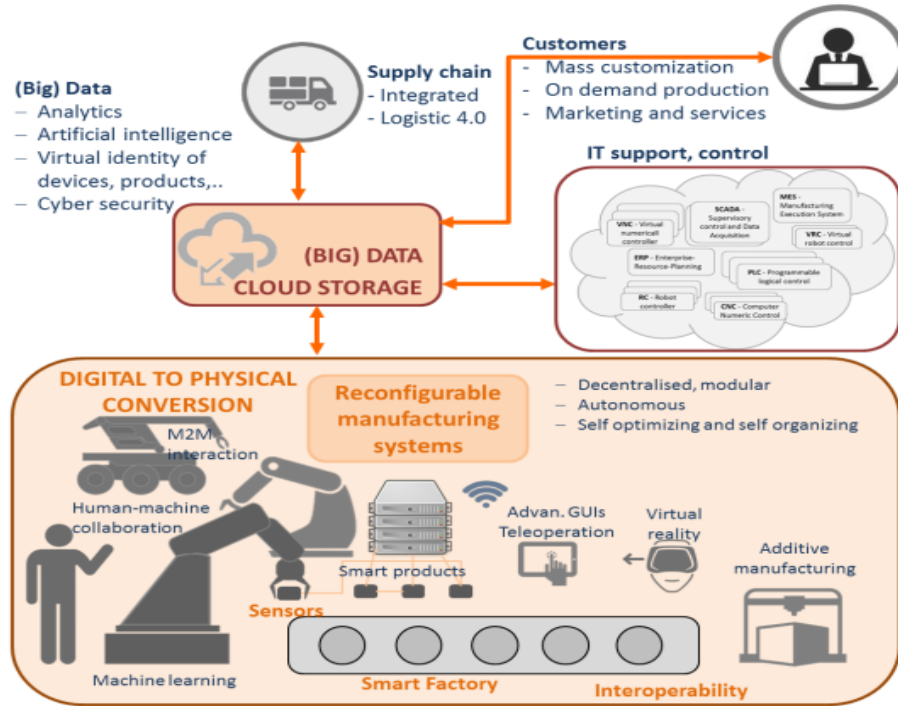 (Big) Data
– Analytics
– Artificial intelligence
– Virtual identity of
devices, products,..
– Cyber security
Supply chain
- Integrated
- Logistic 4.0
Customers
- Mass customization
- On demand production
- Marketing and services
IT support, control
VNC - Virtual
numericall
controller
SCADA -
Supervisory
control and Data
Acquisition
MES -
Manufacturing
Execution System
VRC - Virtual
robot control
ERP - Enterprise-
Resource-Planning
PLC - Programmable
logical control
RC - Robot
controller
CNC - Computer
Numeric Control
(BIG) DATA
CLOUD STORAGE
DIGITAL TO PHYSICAL
CONVERSION
Reconfigurable
manufacturing
systems
– Decentralised, modular
– Autonomous
– Self optimizing and self organizing
M2M
interaction
Human-machine
collaboration
Advan. GUIs
Teleoperation
Virtual
reality
Additive
manufacturing
Smart products
Sensors
Machine learning
Smart Factory
Interoperability